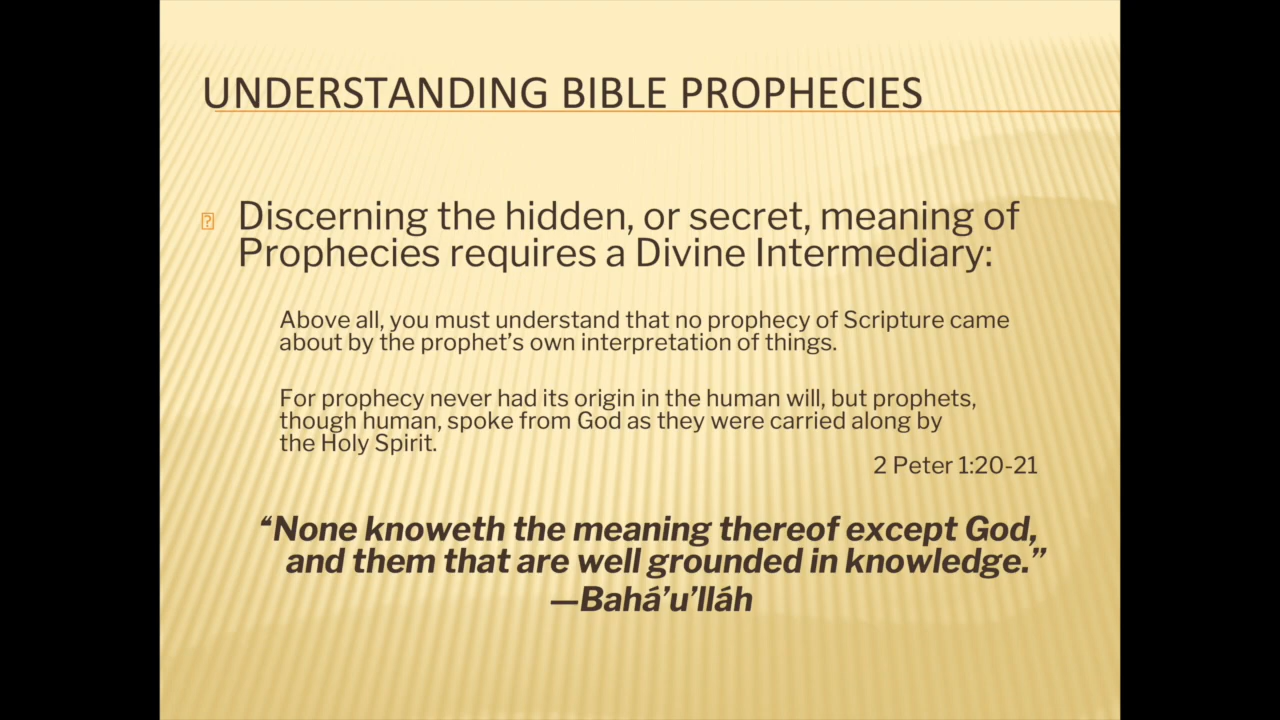 UNDERSTANDING BIBLE PROPHECIES
Discerning the hidden, or secret, meaning of
Prophecies requires a Divine Intermediary:
Above all, you must understand that no prophecy of Scripture came
about by the prophet’s own interpretation of things.
For prophecy never had its origin in the human will, but prophets,
though human, spoke from God as they were carried along by
the Holy Spirit.
2 Peter 1:20-21
“None knoweth the meaning thereof except God,
and them that are well grounded in knowledge.”
—Bahá’u’lláh